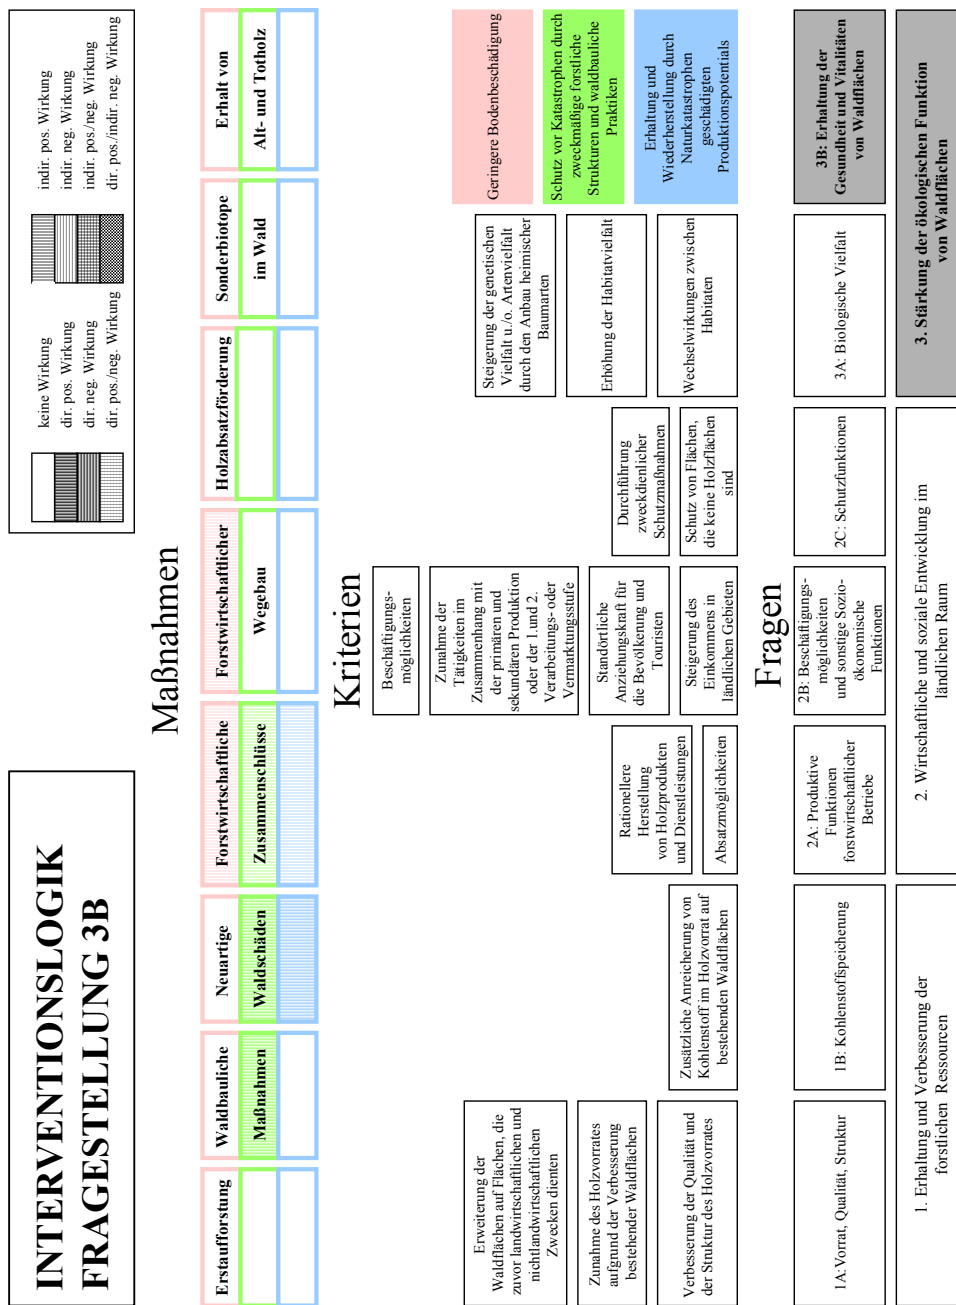 INTERVENTIONSLOGIK
FRAGESTELLUNG 3B
keine Wirkung
dir. pos. Wirkung
dir. neg. Wirkung
dir. pos./neg. Wirkung
indir. pos. Wirkung
indir. neg. Wirkung
indir. pos./neg. Wirkung
dir. pos./indir. neg. Wirkung
Maßnahmen
Erstaufforstung
Waldbauliche
Maßnahmen
Neuartige
Waldschäden
Forstwirtschaftliche
Zusammenschlüsse
Forstwirtschaftlicher
Wegebau
Holzabsatzförderung
Sonderbiotope
im Wald
Erhalt von
Alt- und Totholz
Kriterien
Erweiterung der
Waldflächen auf Flächen, die
zuvor landwirtschaftlichen und
nichtlandwirtschaftlichen
Zwecken dienten
Zunahme des Holzvorrates
aufgrund der Verbesserung
bestehender Waldflächen
Verbesserung der Qualität und
der Struktur des Holzvorrates
Zusätzliche Anreicherung von
Kohlenstoff im Holzvorrat auf
bestehenden Waldflächen
Rationellere
Herstellung
von Holzprodukten
und Dienstleistungen
Absatzmöglichkeiten
Beschäftigungs-
möglichkeiten
Zunahme der
Tätigkeiten im
Zusammenhang mit
der primären und
sekundären Produktion
oder der 1.und 2.
Verarbeitungs- oder
Vermarktungsstufe
Standörtliche
Anziehungskraft für
die Bevölkerung und
Touristen
Steigerung des
Einkommens in
ländlichen Gebieten
Durchführung
zweckdienlicher
Schutzmaßnahmen
Schutz von Flächen,
die keine Holzflächen
sind
Steigerung der genetischen
Vielfalt u./o. Artenvielfalt
durch den Anbau heimischer
Baumarten
Erhöhung der Habitatvielfalt
Wechselwirkungen zwischen
Habitaten
Geringere Bodenbeschädigung
Schutz vor Katastrophen durch
zweckmäßige forstliche
Strukturen und waldbauliche
Praktiken
Erhaltung und
Wiederherstellung durch
Naturkatastrophen
geschädigten
Produktionspotentials
Fragen
1A:Vorrat, Qualität, Struktur
1B: Kohlenstoffspeicherung
2A: Produktive
Funktionen
forstwirtschaftlicher
Betriebe
2B: Beschäftigungs-
möglichkeiten
und sonstige Sozio-
ökonomische
Funktionen
2C: Schutzfunktionen
3A: Biologische Vielfalt
3B: Erhaltung der
Gesundheit und Vitalitäten
von Waldflächen
1. Erhaltung und Verbesserung der
forstlichen Ressourcen
2. Wirtschaftliche und soziale Entwicklung im
ländlichen Raum
3. Stärkung der ökologischen Funktion
von Waldflächen